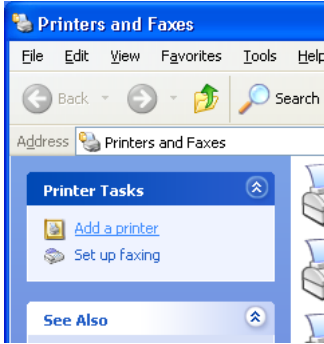 Printers and Faxes
File Edit View Favorites Tools Help
Back Search
Address Printers and Faxes
Printer Tasks
Add a printer
Set up faxing
See Also